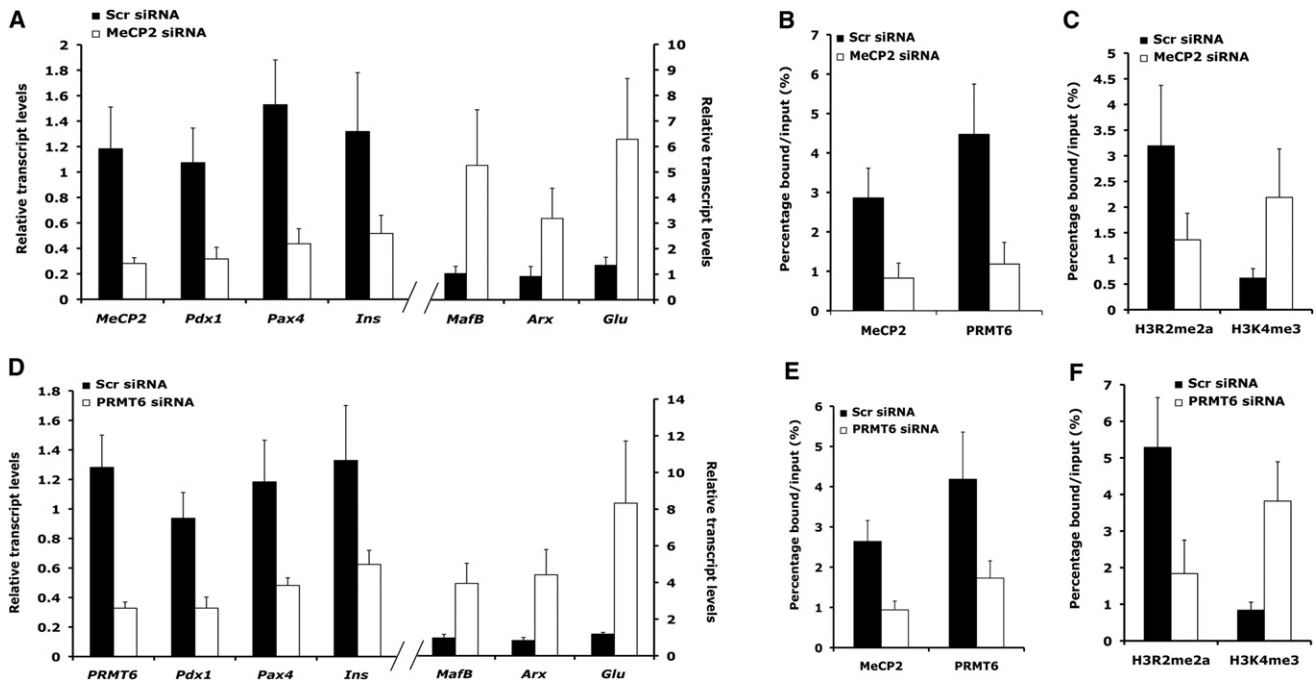 A
Scr siRNA
MeCP2 siRNA
Relative transcript levels
2
1.8
1.6
1.4
1.2
1
0.8
0.6
0.4
0.2
0
10
9
8
7
6
5
4
3
2
1
0
Relative transcript levels
MeCP2 Pdx1 Pax4 Ins MafB Arx Glu
B
Scr siRNA
MeCP2 siRNA
Percentage bound/input (%)
7
6
5
4
3
2
1
0
MeCP2 PRMT6
C
Scr siRNA
MeCP2 siRNA
Percentage bound/input (%)
5
4.5
4
3.5
3
2.5
2
1.5
1
0.5
0
H3R2me2a H3K4me3
D
Scr siRNA
PRMT6 siRNA
Relative transcript levels
1.8
1.6
1.4
1.2
1
0.8
0.6
0.4
0.2
0
14
12
10
8
6
4
2
0
Relative transcript levels
PRMT6 Pdx1 Pax4 Ins MafB Arx Glu
E
Scr siRNA
PRMT6 siRNA
Percentage bound/input (%)
6
5
4
3
2
1
0
MeCP2 PRMT6
F
Scr siRNA
PRMT6 siRNA
Percentage bound/input (%)
7
6
5
4
3
2
1
0
H3R2me2a H3K4me3